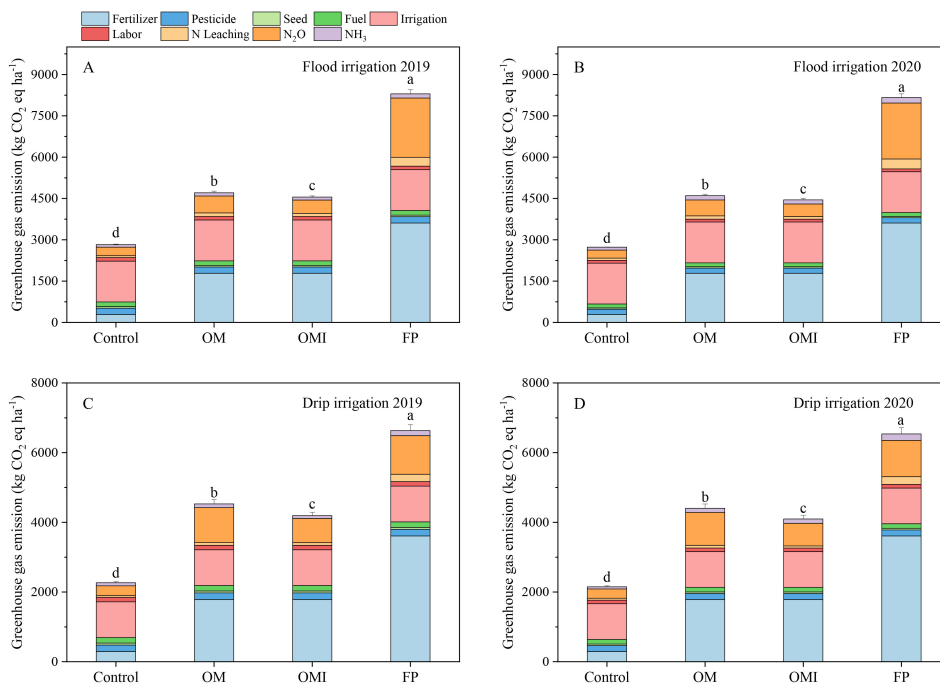 Fertilizer Pesticide Seed Fuel Irrigation
Labor N Leaching N₂O NH₃
A Flood irrigation 2019
Greenhouse gas emission (kg CO₂ eq ha⁻¹)
9000
7500
6000
4500
3000
1500
0
d b c a
Control OM OMI FP
B Flood irrigation 2020
Greenhouse gas emission (kg CO₂ eq ha⁻¹)
9000
7500
6000
4500
3000
1500
0
d b c a
Control OM OMI FP
C Drip irrigation 2019
Greenhouse gas emission (kg CO₂ eq ha⁻¹)
8000
6000
4000
2000
0
d b c a
Control OM OMI FP
D Drip irrigation 2020
Greenhouse gas emission (kg CO₂ eq ha⁻¹)
8000
6000
4000
2000
0
d b c a
Control OM OMI FP